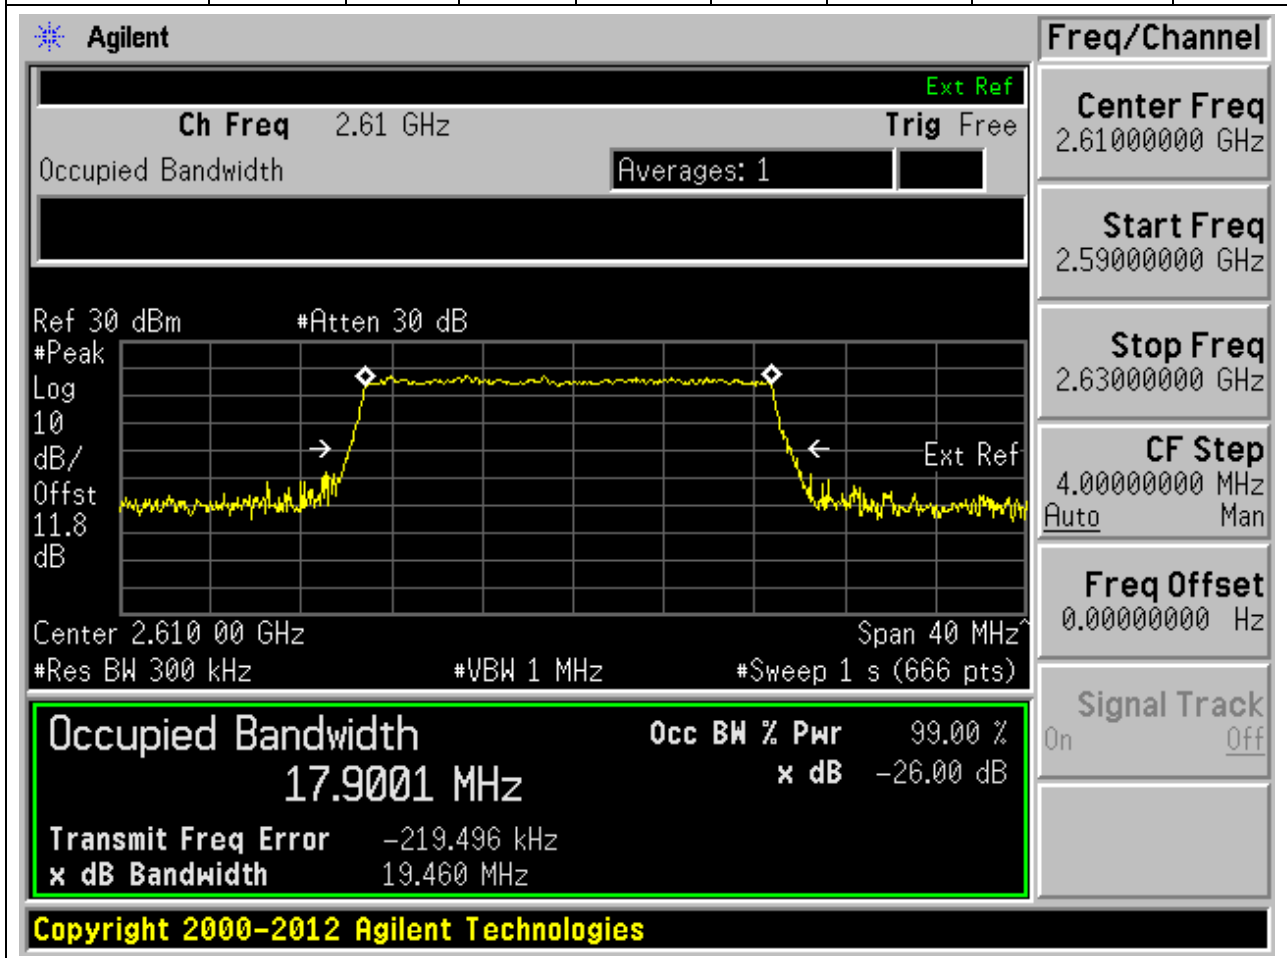 Agilent
Freq/Channel
Ext Ref
Ch Freq 2.61 GHz Trig Free
Occupied Bandwidth Averages: 1
Center Freq
2.61000000 GHz
Start Freq
2.59000000 GHz
Stop Freq
2.63000000 GHz
CF Step
4.00000000 MHz
Auto Man
Freq Offset
0.00000000 Hz
Signal Track
On Off
Ref 30 dBm #Atten 30 dB
#Peak
Log
10
dB/
Offst
11.8
dB
Ext Ref
Center 2.610 00 GHz Span 40 MHz^
#Res BW 300 kHz #VBW 1 MHz #Sweep 1 s (666 pts)
Occupied Bandwidth
17.9001 MHz
Occ BW % Pwr 99.00 %
x dB -26.00 dB
Transmit Freq Error -219.496 kHz
x dB Bandwidth 19.460 MHz
Copyright 2000-2012 Agilent Technologies